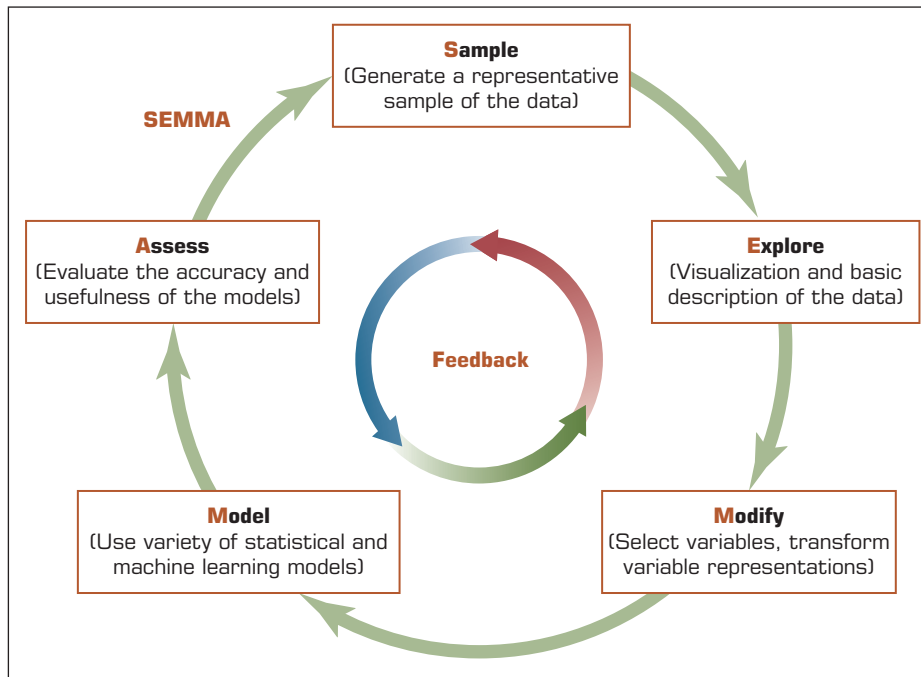 Sample
(Generate a representative
sample of the data)
SEMMA
Assess
(Evaluate the accuracy and
usefulness of the models)
Explore
(Visualization and basic
description of the data)
Feedback
Model
(Use variety of statistical and
machine learning models)
Modify
(Select variables, transform
variable representations)